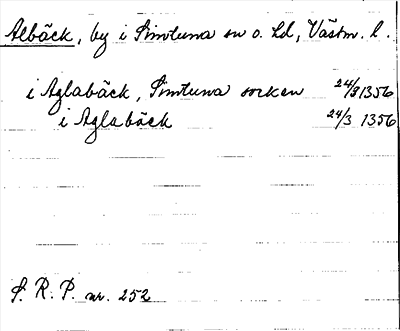 Albäck, by i Simtuna sn o. hd, Västm. l.
i Aglabäck, Simtuna socken 24/3 1356
i Aglabäck 24/3 1356
S. R. P. nr. 252